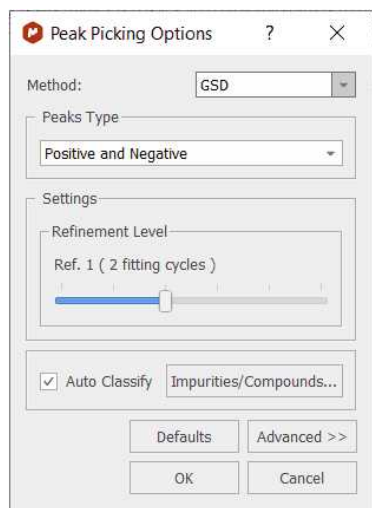 Peak Picking Options ?
Method: GSD
Peaks Type
Positive and Negative
Settings
Refinement Level
Ref. 1 ( 2 fitting cycles )
Auto Classify Impurities/Compounds...
Defaults Advanced >>
OK Cancel